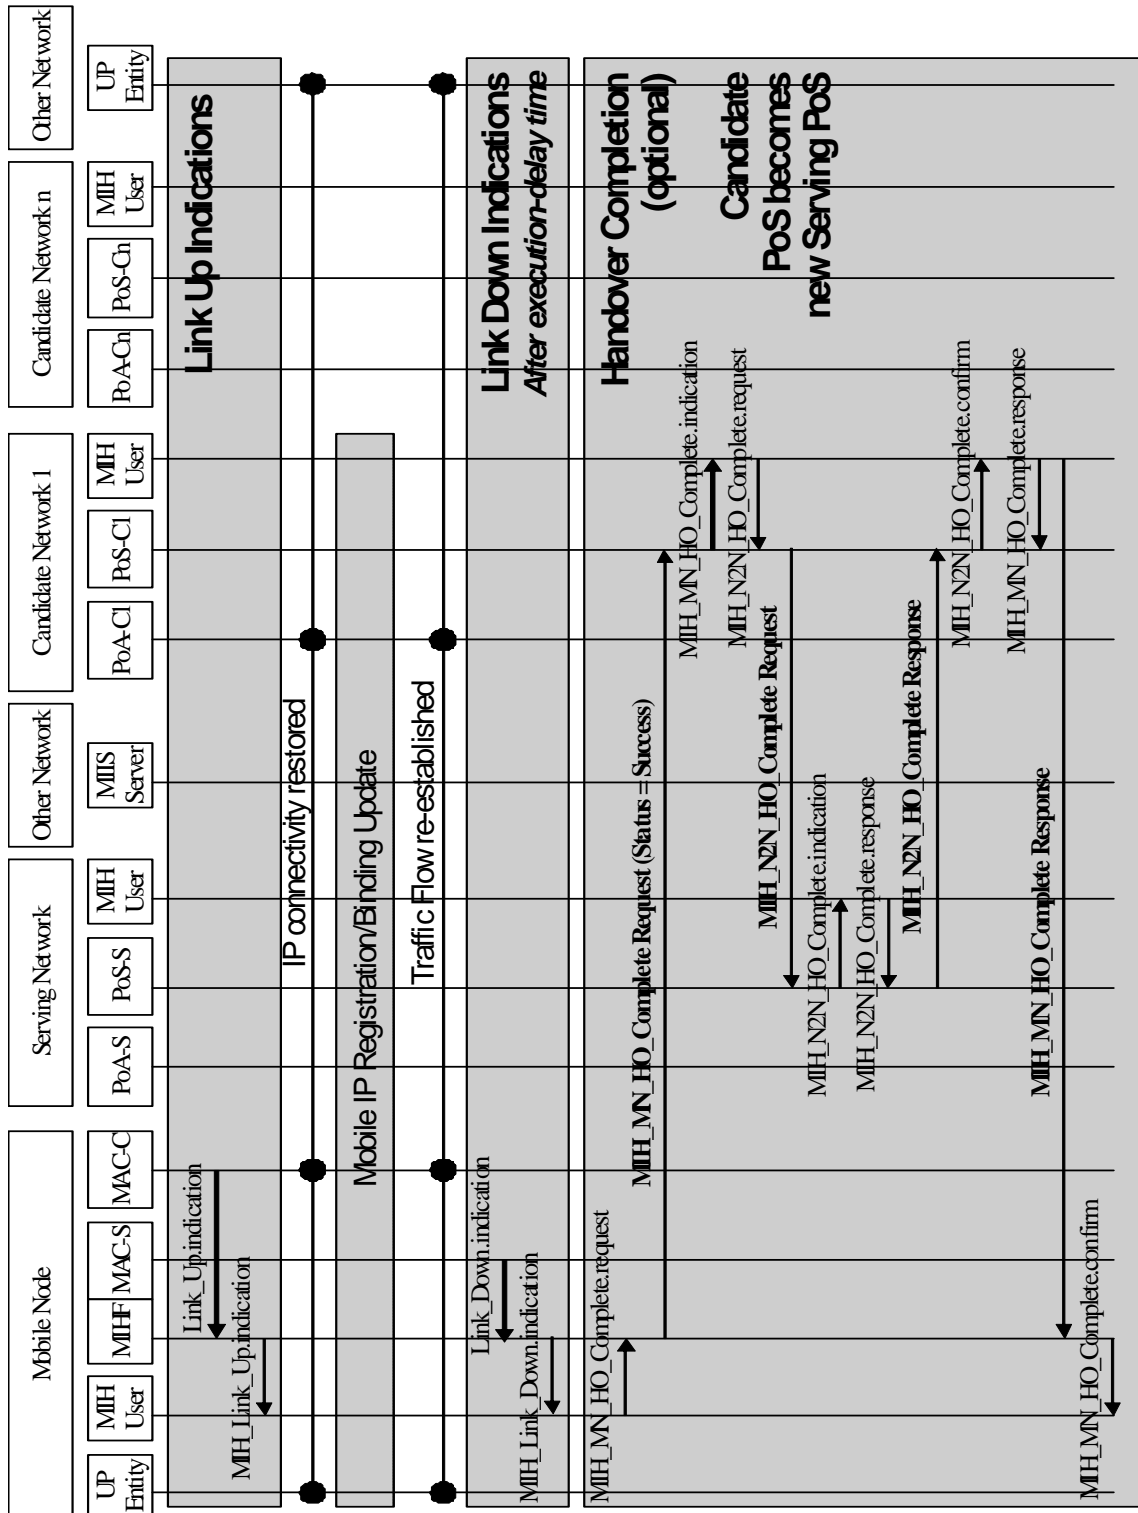 Mobile Node
Serving Network
Other Network
Candidate Network 1
Candidate Network n
Other Network
UP
Entity
MIH
User
MIHF
MAC-S
MAC-C
PoA-S
PoS-S
MIH
User
MIIS
Server
PoA-C1
PoS-C1
MIH
User
PoA-Cn
PoS-Cn
MIH
User
UP
Entity
Link Up Indications
Link_Up.indication
MIH_Link_Up.indication
IP connectivity restored
Mobile IP Registration/Binding Update
Traffic Flow re-established
Link Down Indications
After execution-delay time
Link_Down.indication
MIH_Link_Down.indication
Handover Completion
(optional)
Candidate
PoS becomes
new Serving PoS
MIH_MN_HO_Complete.request
MIH_MN_HO_Complete Request (Status = Success)
MIH_MN_HO_Complete.indication
MIH_N2N_HO_Complete.request
MIH_N2N_HO_Complete Request
MIH_N2N_HO_Complete.indication
MIH_N2N_HO_Complete.response
MIH_N2N_HO_Complete Response
MIH_N2N_HO_Complete.confirm
MIH_MN_HO_Complete.response
MIH_MN_HO_Complete Response
MIH_MN_HO_Complete.confirm